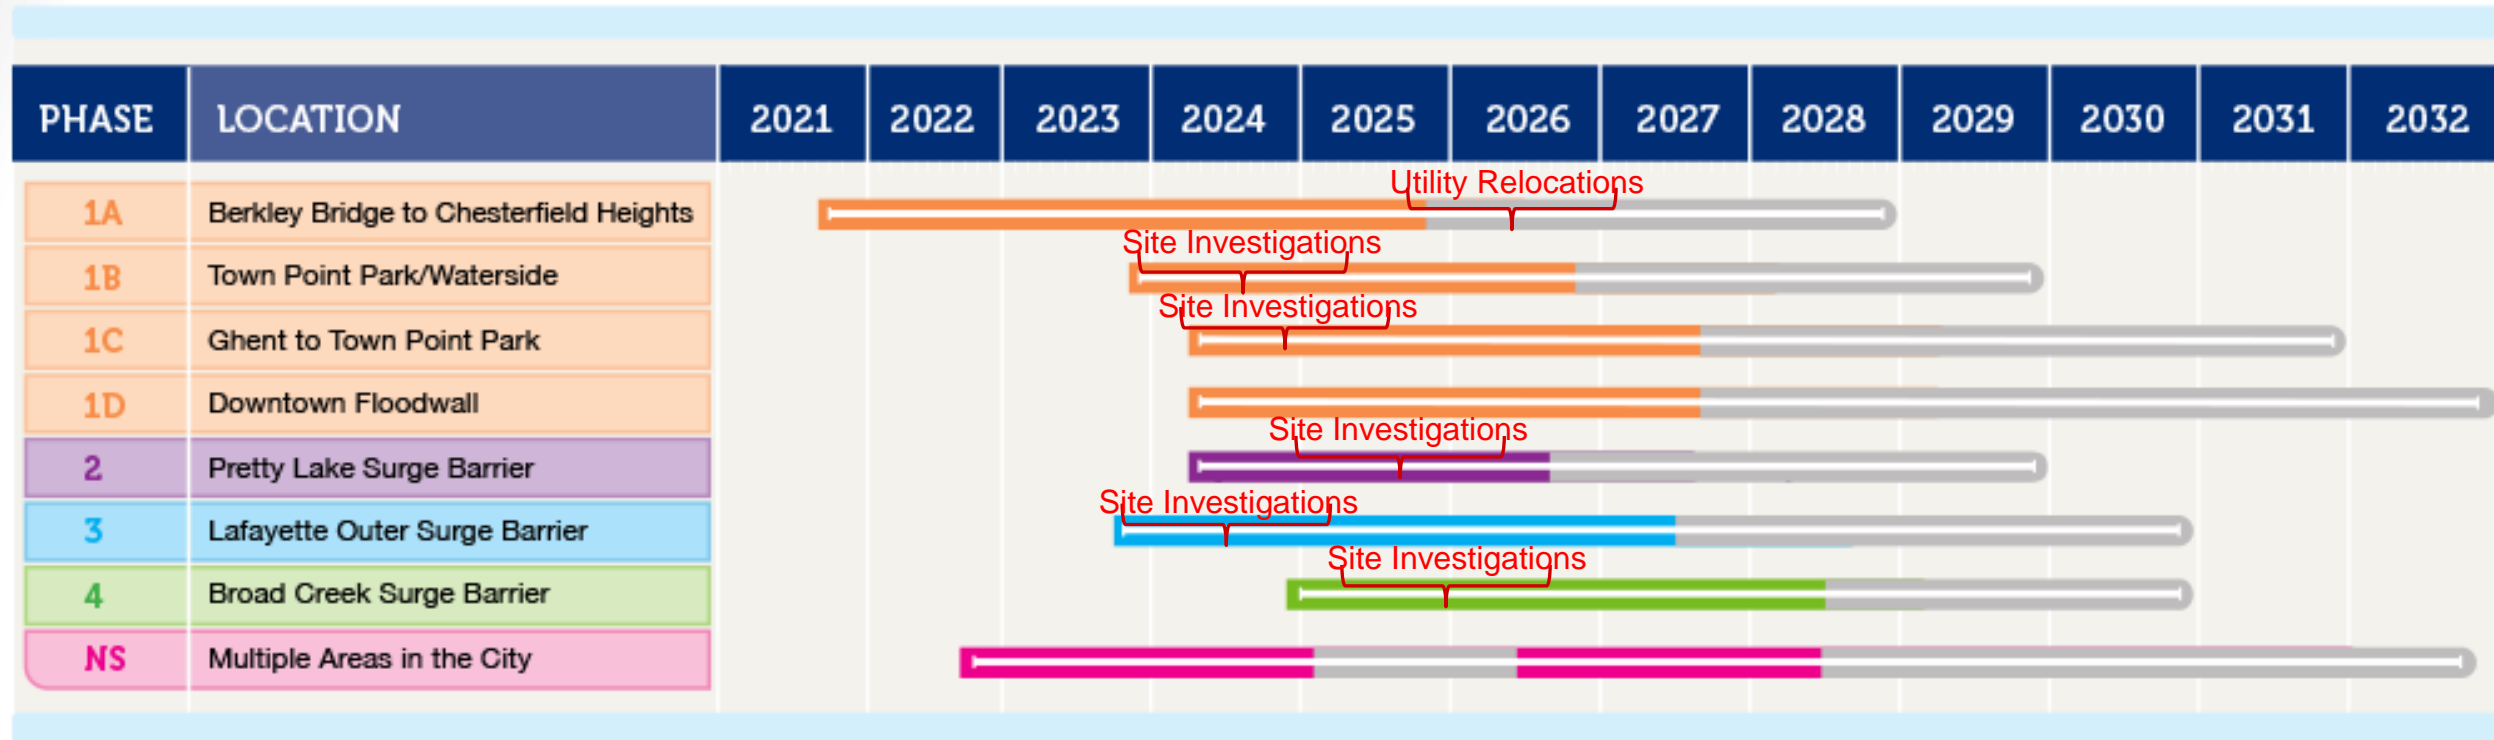 PHASE LOCATION 2021 2022 2023 2024 2025 2026 2027 2028 2029 2030 2031 2032
Utility Relocations
1A Berkley Bridge to Chesterfield Heights
Site Investigations
1B Town Point Park/Waterside
Site Investigations
1C Ghent to Town Point Park
1D Downtown Floodwall
Site Investigations
2 Pretty Lake Surge Barrier
Site Investigations
3 Lafayette Outer Surge Barrier
Site Investigations
4 Broad Creek Surge Barrier
NS Multiple Areas in the City